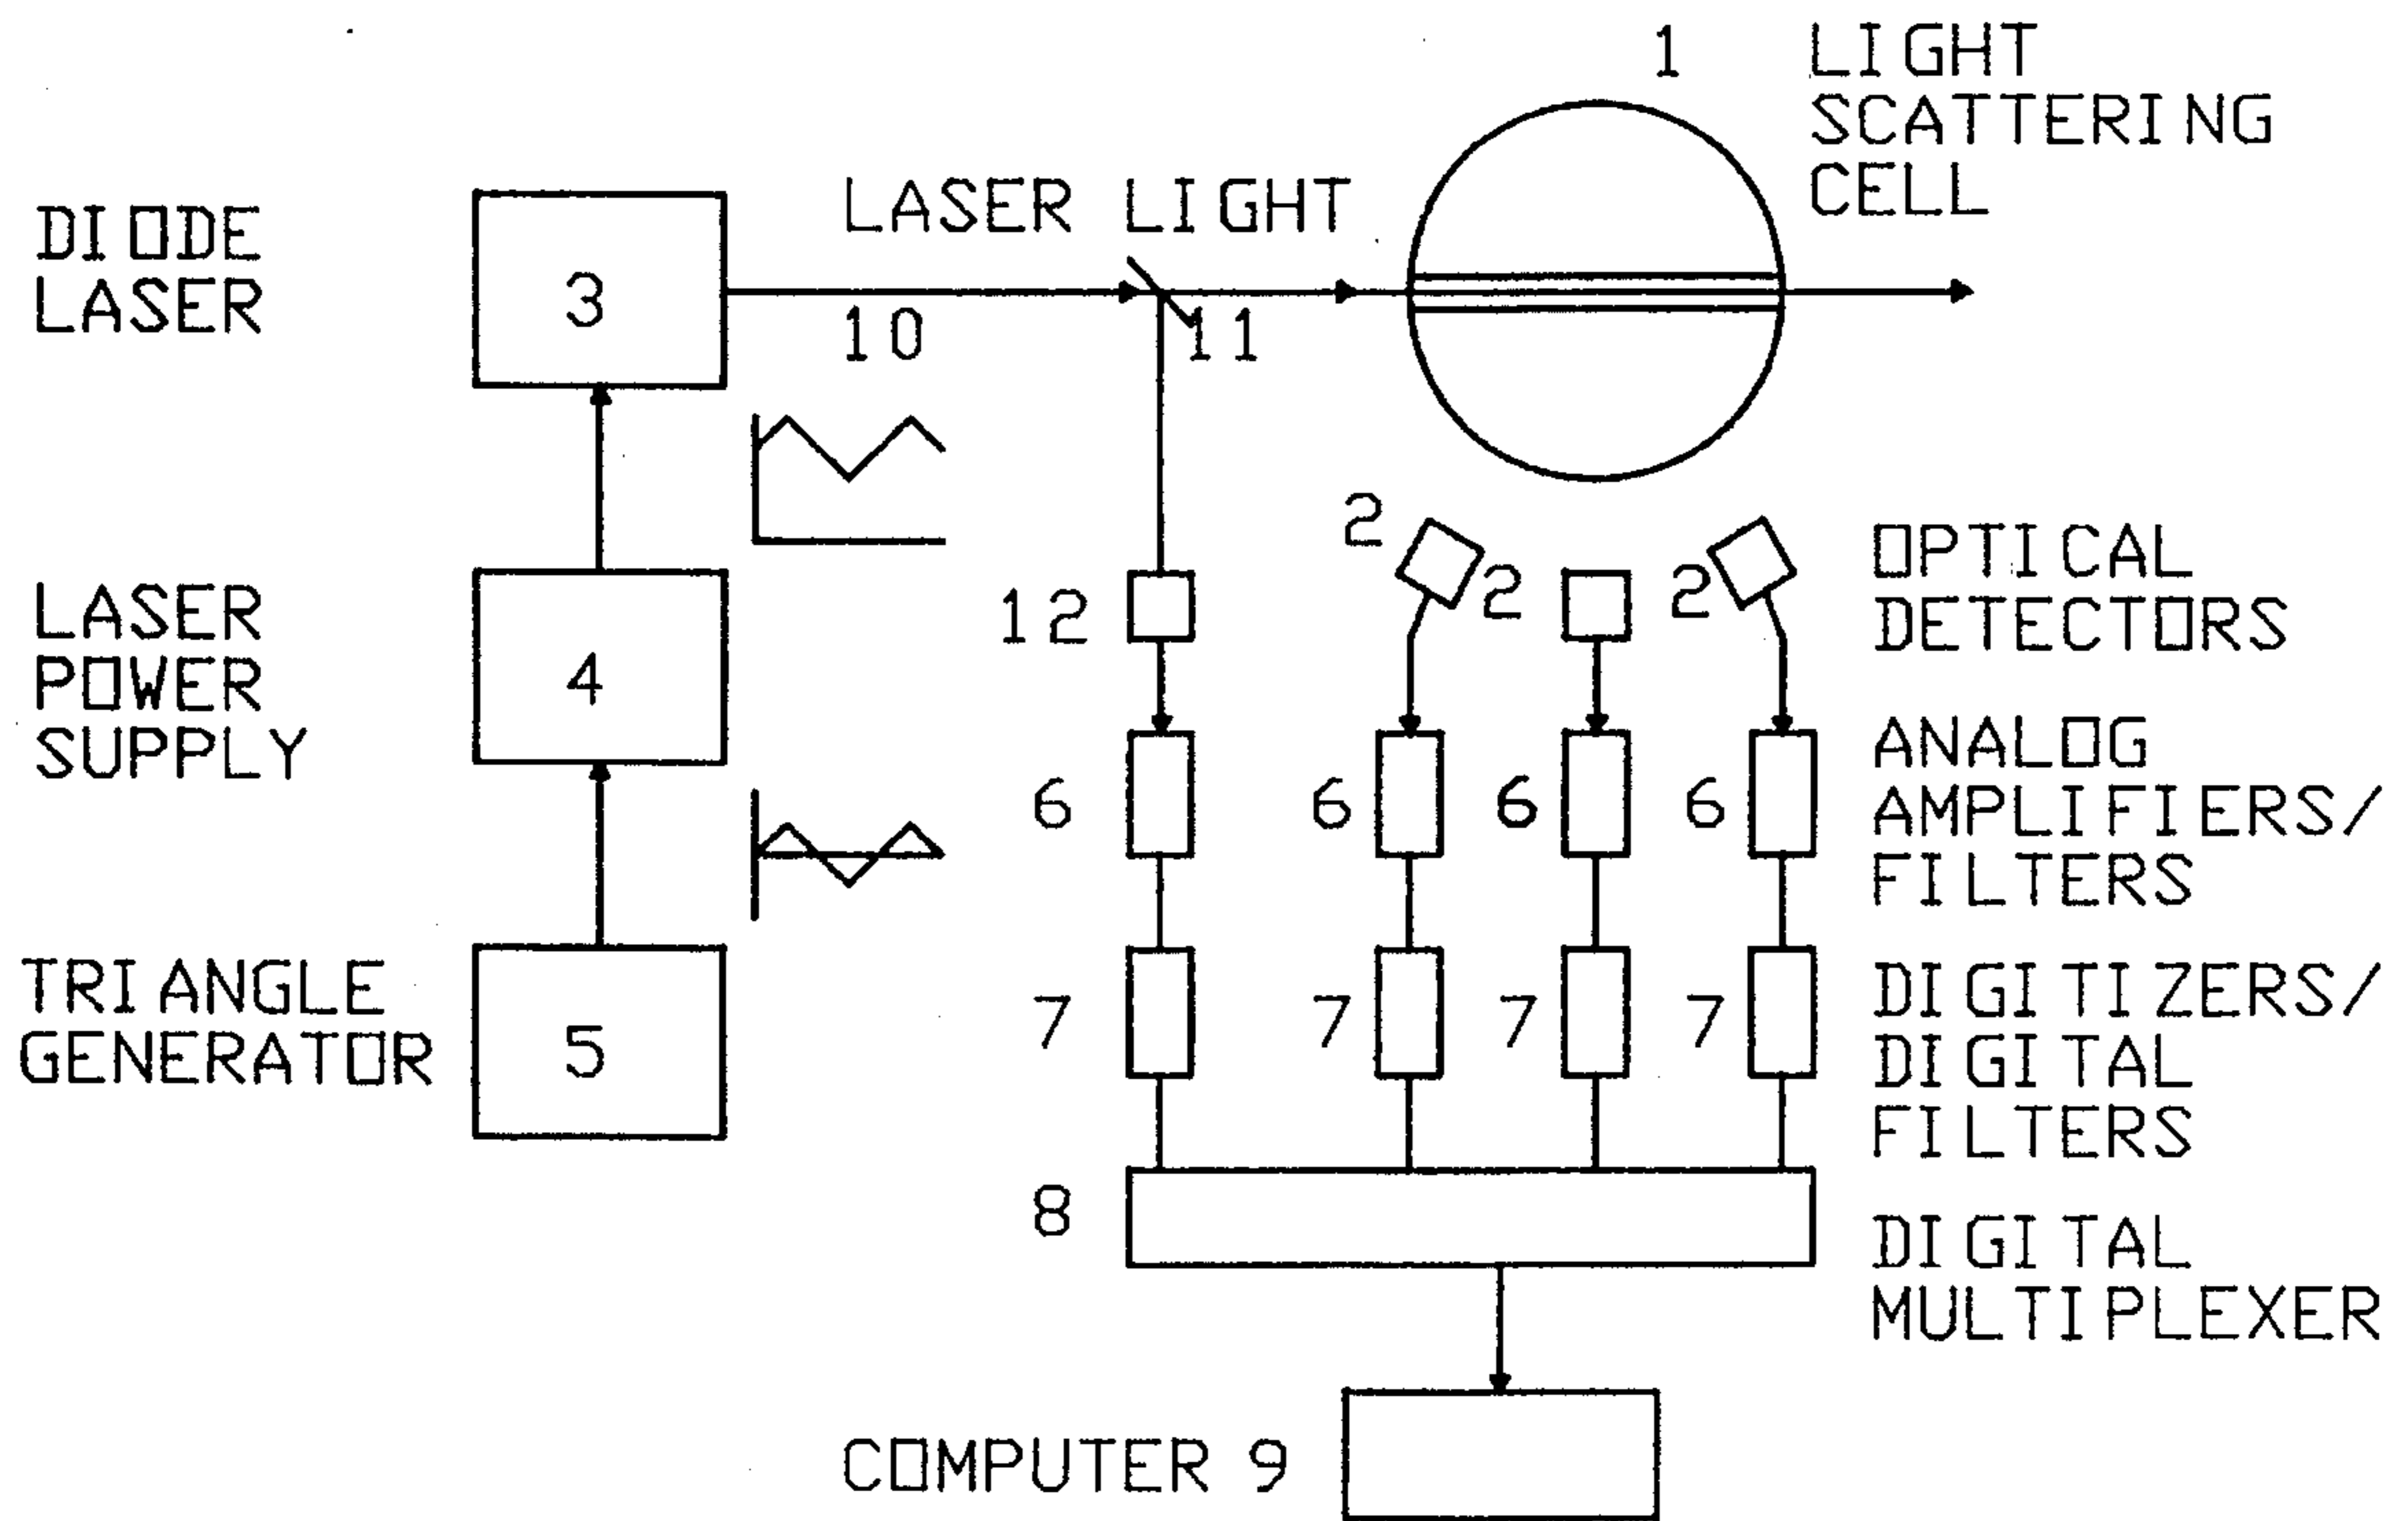 1
LIGHT
SCATTERING
CELL
LASER LIGHT
DIODE
LASER
3
10
11
2
2
2
OPTICAL
DETECTORS
LASER
POWER
SUPPLY
4
12
6
6
6
6
ANALOG
AMPLIFIERS/
FILTERS
TRIANGLE
GENERATOR
5
7
7
7
7
DIGITIZERS/
DIGITAL
FILTERS
8
DIGITAL
MULTIPLEXER
COMPUTER 9